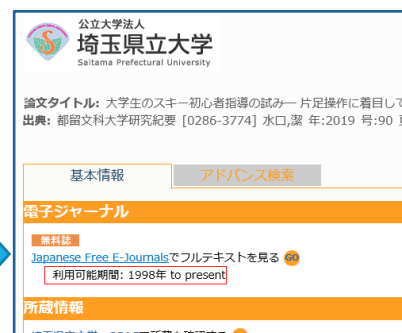 公立大学法人
埼玉県立大学
Saitama Prefectural University
論文タイトル: 大学生のスキー初心者指導の試み― 片足操作に着目して
出典: 都留文科大学研究紀要 [0286-3774] 水口,潔 年:2019 号:90
基本情報
アドバンス検索
電子ジャーナル
無料誌
Japanese Free E-Journalsでフルテキストを見る GO
利用可能期間: 1998年 to present
所蔵情報